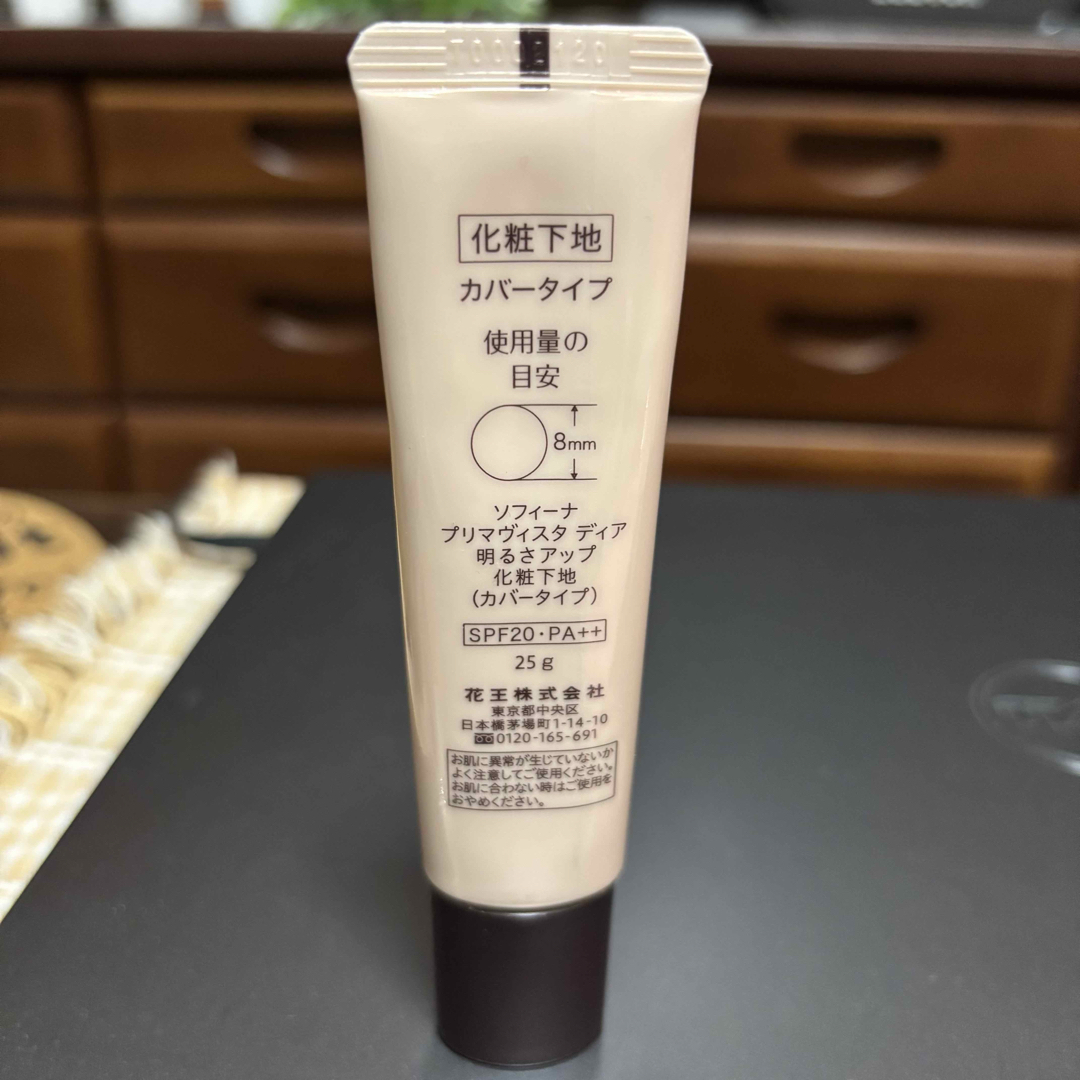 化粧下地
カバータイプ
使用量の
目安
8mm
ソフィーナ
プリマヴィスタ ディア
明るさアップ
化粧下地
(カバータイプ)
SPF20・PA++
25g
花王株式会社
東京都中央区
日本橋茅場町1-14-10
0120-165-691
お肌に異常が生じていないか
よく注意してご使用ください。
お肌に合わない時はご使用を
おやめください。